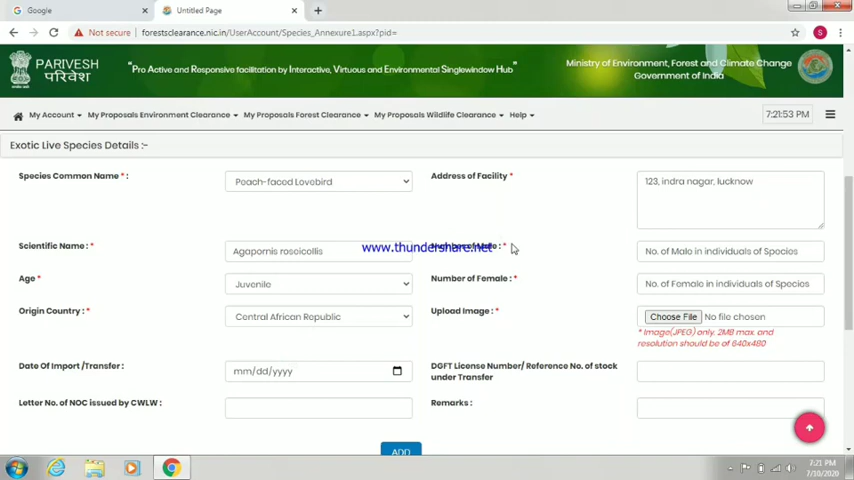 Google
Untitled Page
Not secure
forestsclearance.nic.in/UserAccount/Species_Annexure1.aspx?pid=
PARIVESH
परिवेश
"Pro Active and Responsive facilitation by Interactive, Virtuous and Environmental Singlewindow Hub"
Ministry of Environment, Forest and Climate Change
Government of India
My Account
My Proposals Environment Clearance
My Proposals Forest Clearance
My Proposals Wildlife Clearance
Help
7:21:53 PM
Exotic Live Species Details :-
Species Common Name * :
Peach-faced Lovebird
Address of Facility *
123, indra nagar, lucknow
Scientific Name : *
Agapornis roseicollis
www.thundershare.net
Number of Male : *
No. of Male in individuals of Species
Age *
Juvenile
Number of Female : *
No. of Female in individuals of Species
Origin Country : *
Central African Republic
Upload Image : *
Choose File No file chosen
* Image(JPEG) only. 2MB max. and
resolution should be of 640x480
Date Of Import /Transfer :
mm/dd/yyyy
DGFT License Number/ Reference No. of stock
under Transfer
Letter No. of NOC issued by CWLW :
Remarks :
ADD
7:21 PM
7/10/2020